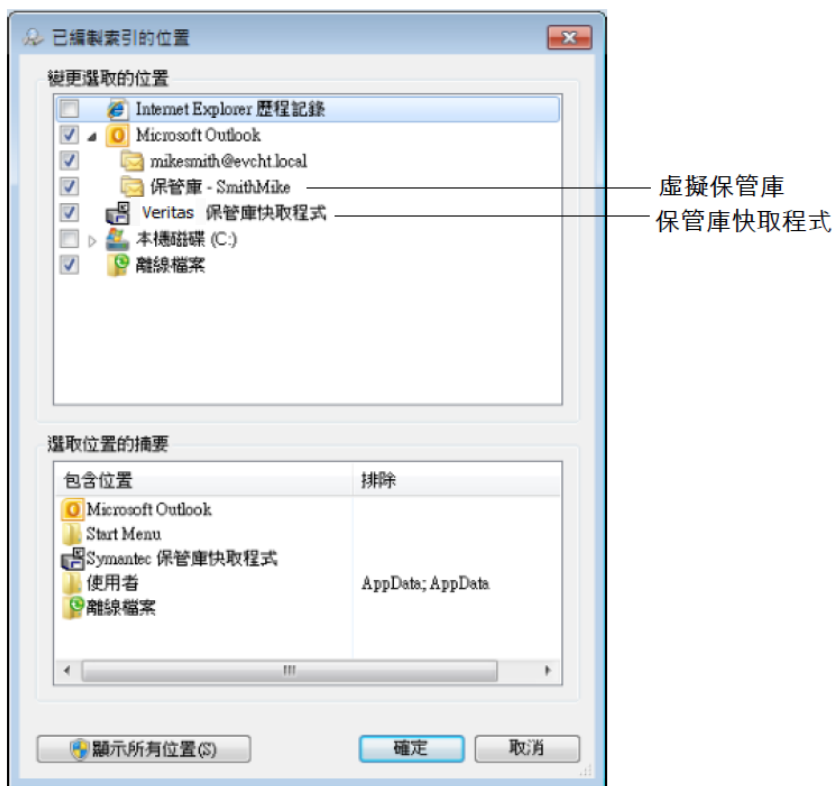 已編製索引的位置
變更選取的位置
Internet Explorer 歷程記錄
Microsoft Outlook
mikesmith@evcht.local
保管庫 - SmithMike
虛擬保管庫
Veritas 保管庫快取程式
保管庫快取程式
本機磁碟 (C:)
離線檔案
選取位置的摘要
包含位置 排除
Microsoft Outlook
Start Menu
Symantec 保管庫快取程式
使用者 AppData; AppData
離線檔案
顯示所有位置(S) 確定 取消